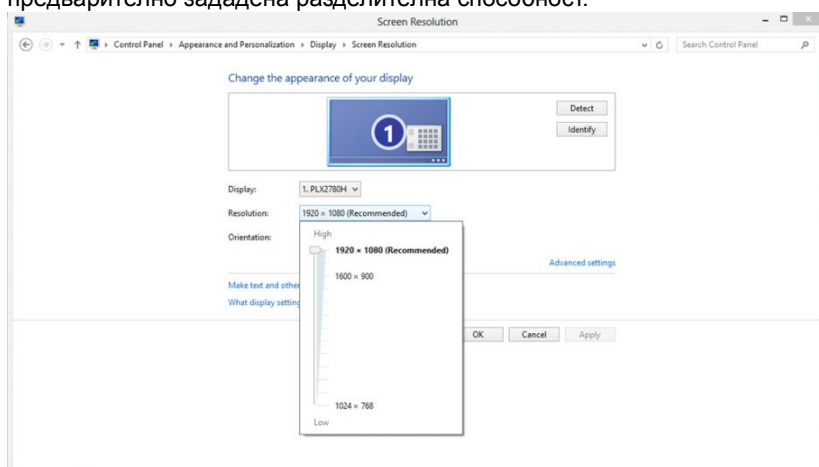 предварително зададена разделителна способност.
Screen Resolution
Control Panel › Appearance and Personalization › Display › Screen Resolution
Search Control Panel
Change the appearance of your display
1
Detect
Identify
Display: 1. PLX2780H
Resolution: 1920 × 1080 (Recommended)
Orientation:
High
1920 × 1080 (Recommended)
1600 × 900
1024 × 768
Low
Advanced settings
Make text and other
What display setting
OK Cancel Apply